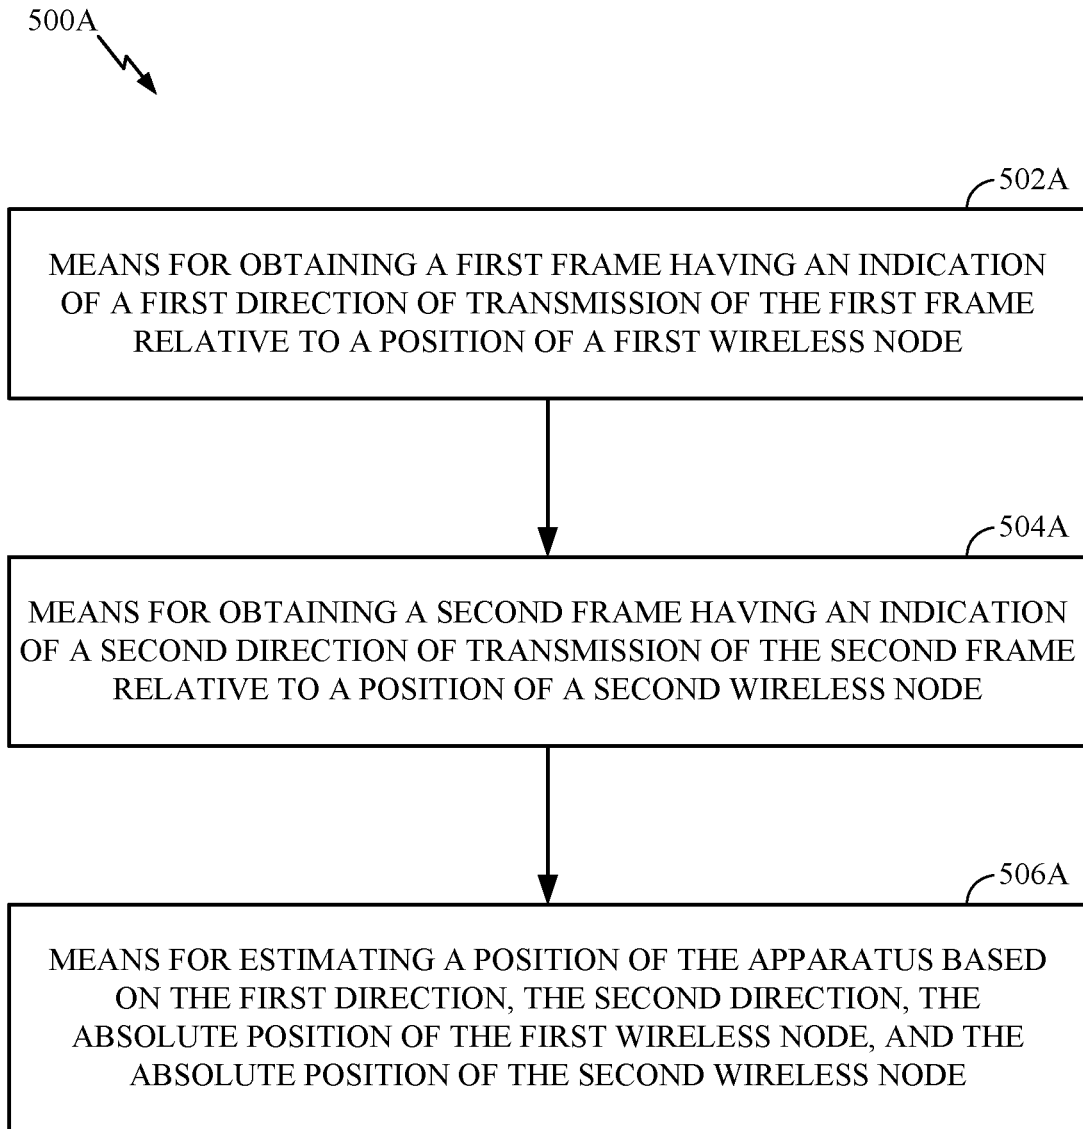 500A
502A
MEANS FOR OBTAINING A FIRST FRAME HAVING AN INDICATION
OF A FIRST DIRECTION OF TRANSMISSION OF THE FIRST FRAME
RELATIVE TO A POSITION OF A FIRST WIRELESS NODE
504A
MEANS FOR OBTAINING A SECOND FRAME HAVING AN INDICATION
OF A SECOND DIRECTION OF TRANSMISSION OF THE SECOND FRAME
RELATIVE TO A POSITION OF A SECOND WIRELESS NODE
506A
MEANS FOR ESTIMATING A POSITION OF THE APPARATUS BASED
ON THE FIRST DIRECTION, THE SECOND DIRECTION, THE
ABSOLUTE POSITION OF THE FIRST WIRELESS NODE, AND THE
ABSOLUTE POSITION OF THE SECOND WIRELESS NODE